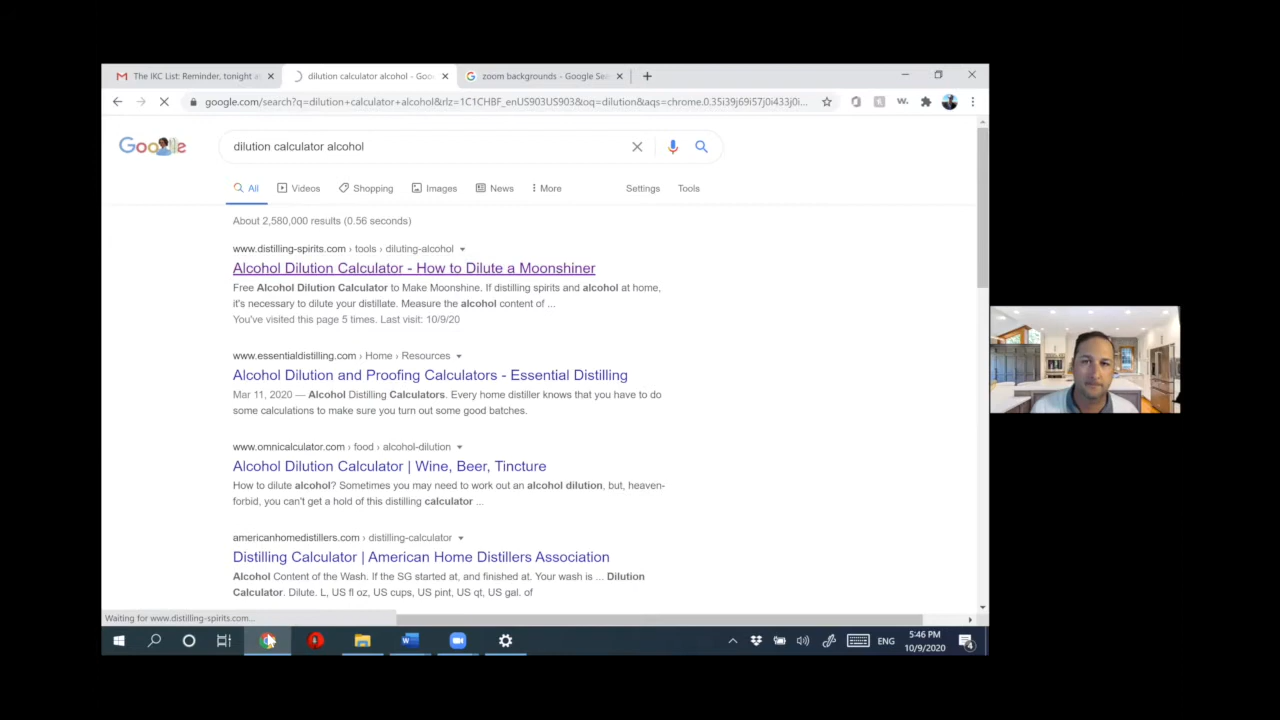 The IKC List: Reminder, tonight a
dilution calculator alcohol - Goo
zoom backgrounds - Google Sea
google.com/search?q=dilution+calculator+alcohol&rlz=1C1CHBF_enUS903US903&oq=dilution&aqs=chrome.0.35i39j69i57j0i433j0i...
Google
dilution calculator alcohol
All Videos Shopping Images News More Settings Tools
About 2,580,000 results (0.56 seconds)
www.distilling-spirits.com › tools › diluting-alcohol
Alcohol Dilution Calculator - How to Dilute a Moonshiner
Free Alcohol Dilution Calculator to Make Moonshine. If distilling spirits and alcohol at home,
it's necessary to dilute your distillate. Measure the alcohol content of ...
You've visited this page 5 times. Last visit: 10/9/20
www.essentialdistilling.com › Home › Resources
Alcohol Dilution and Proofing Calculators - Essential Distilling
Mar 11, 2020 — Alcohol Distilling Calculators. Every home distiller knows that you have to do
some calculations to make sure you turn out some good batches.
www.omnicalculator.com › food › alcohol-dilution
Alcohol Dilution Calculator | Wine, Beer, Tincture
How to dilute alcohol? Sometimes you may need to work out an alcohol dilution, but, heaven-
forbid, you can't get a hold of this distilling calculator ...
americanhomedistillers.com › distilling-calculator
Distilling Calculator | American Home Distillers Association
Alcohol Content of the Wash. If the SG started at, and finished at. Your wash is ... Dilution
Calculator. Dilute. L, US fl oz, US cups, US pint, US qt, US gal. of
Waiting for www.distilling-spirits.com...
ENG
5:46 PM
10/9/2020
4